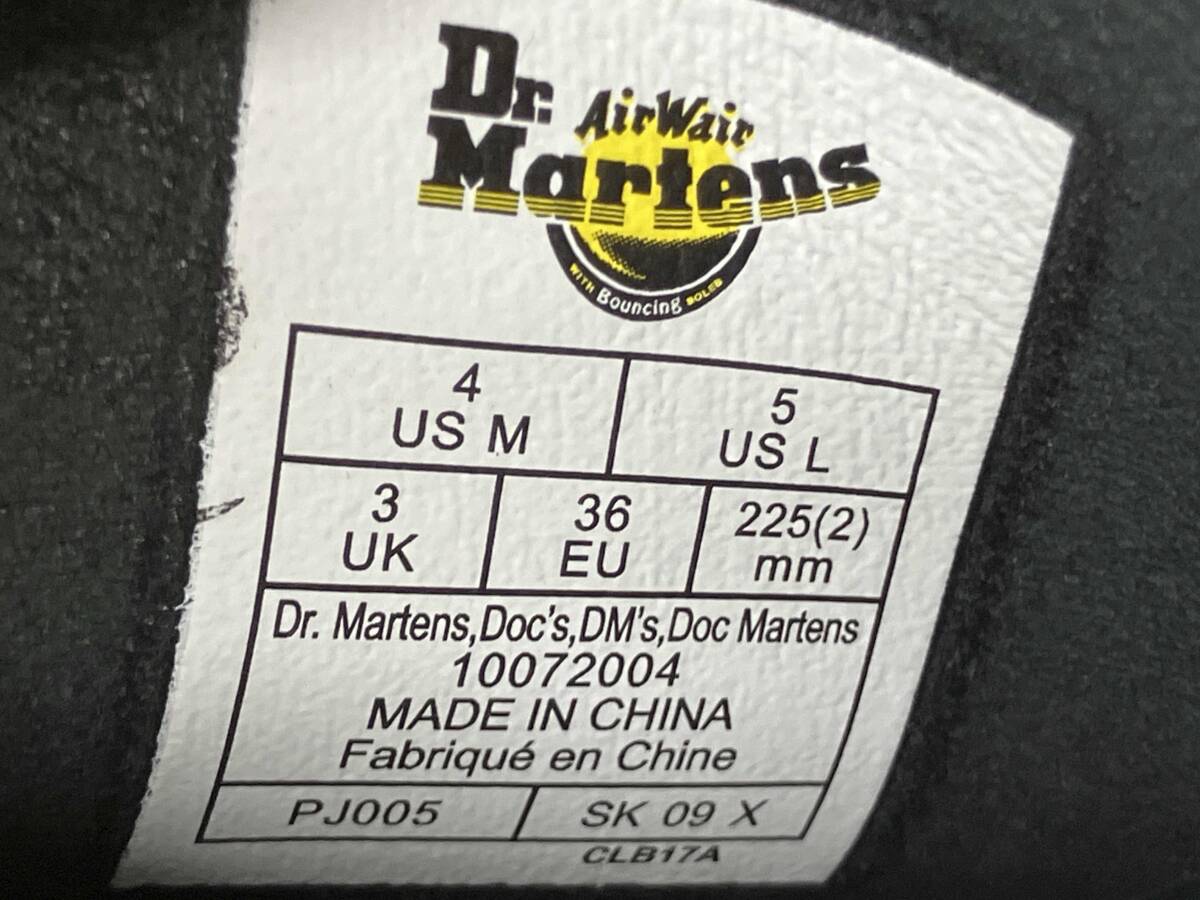 Dr.
AirWair
Martens
WITH Bouncing SOLES
4
US M
5
US L
3
UK
36
EU
225(2)
mm
Dr. Martens,Doc's,DM's,Doc Martens
10072004
MADE IN CHINA
Fabriqué en Chine
PJ005
SK 09 X
CLB17A